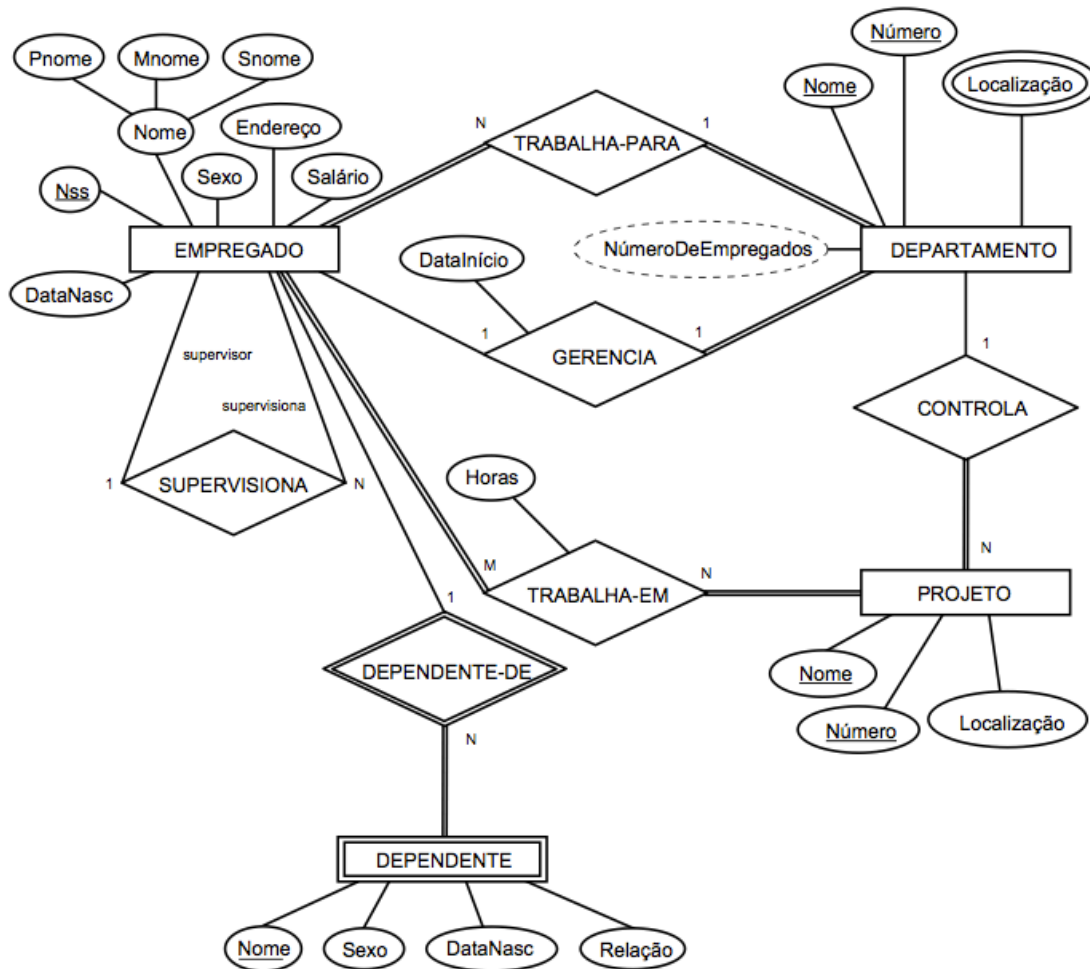 Número
Pnome
Mnome
Snome
Nome
Localização
Nome
Endereço
N
TRABALHA-PARA
1
Nss
Sexo
Salário
EMPREGADO
NúmeroDeEmpregados
DEPARTAMENTO
DataNasc
DataInício
supervisor
1
GERENCIA
1
1
supervisiona
CONTROLA
1
SUPERVISIONA
N
Horas
M
TRABALHA-EM
N
N
PROJETO
1
DEPENDENTE-DE
Nome
Número
Localização
N
DEPENDENTE
Nome
Sexo
DataNasc
Relação